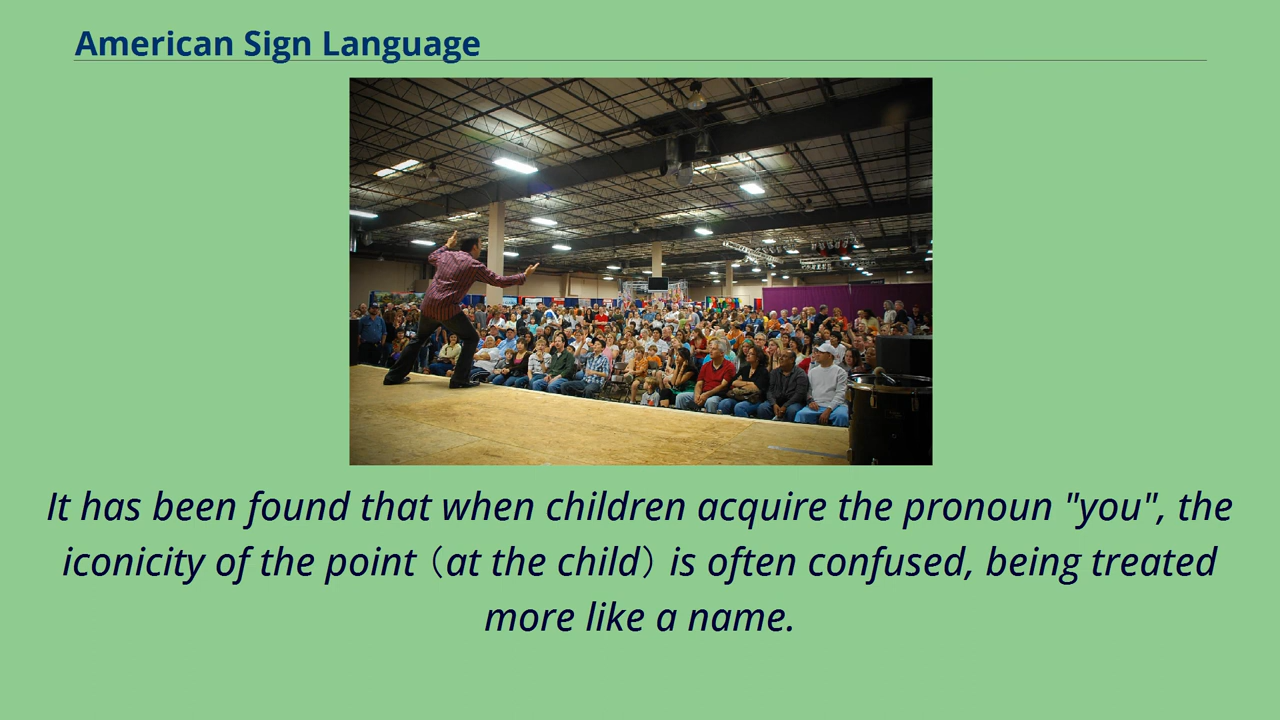 American Sign Language
It has been found that when children acquire the pronoun "you", the
iconicity of the point（at the child）is often confused, being treated
more like a name.